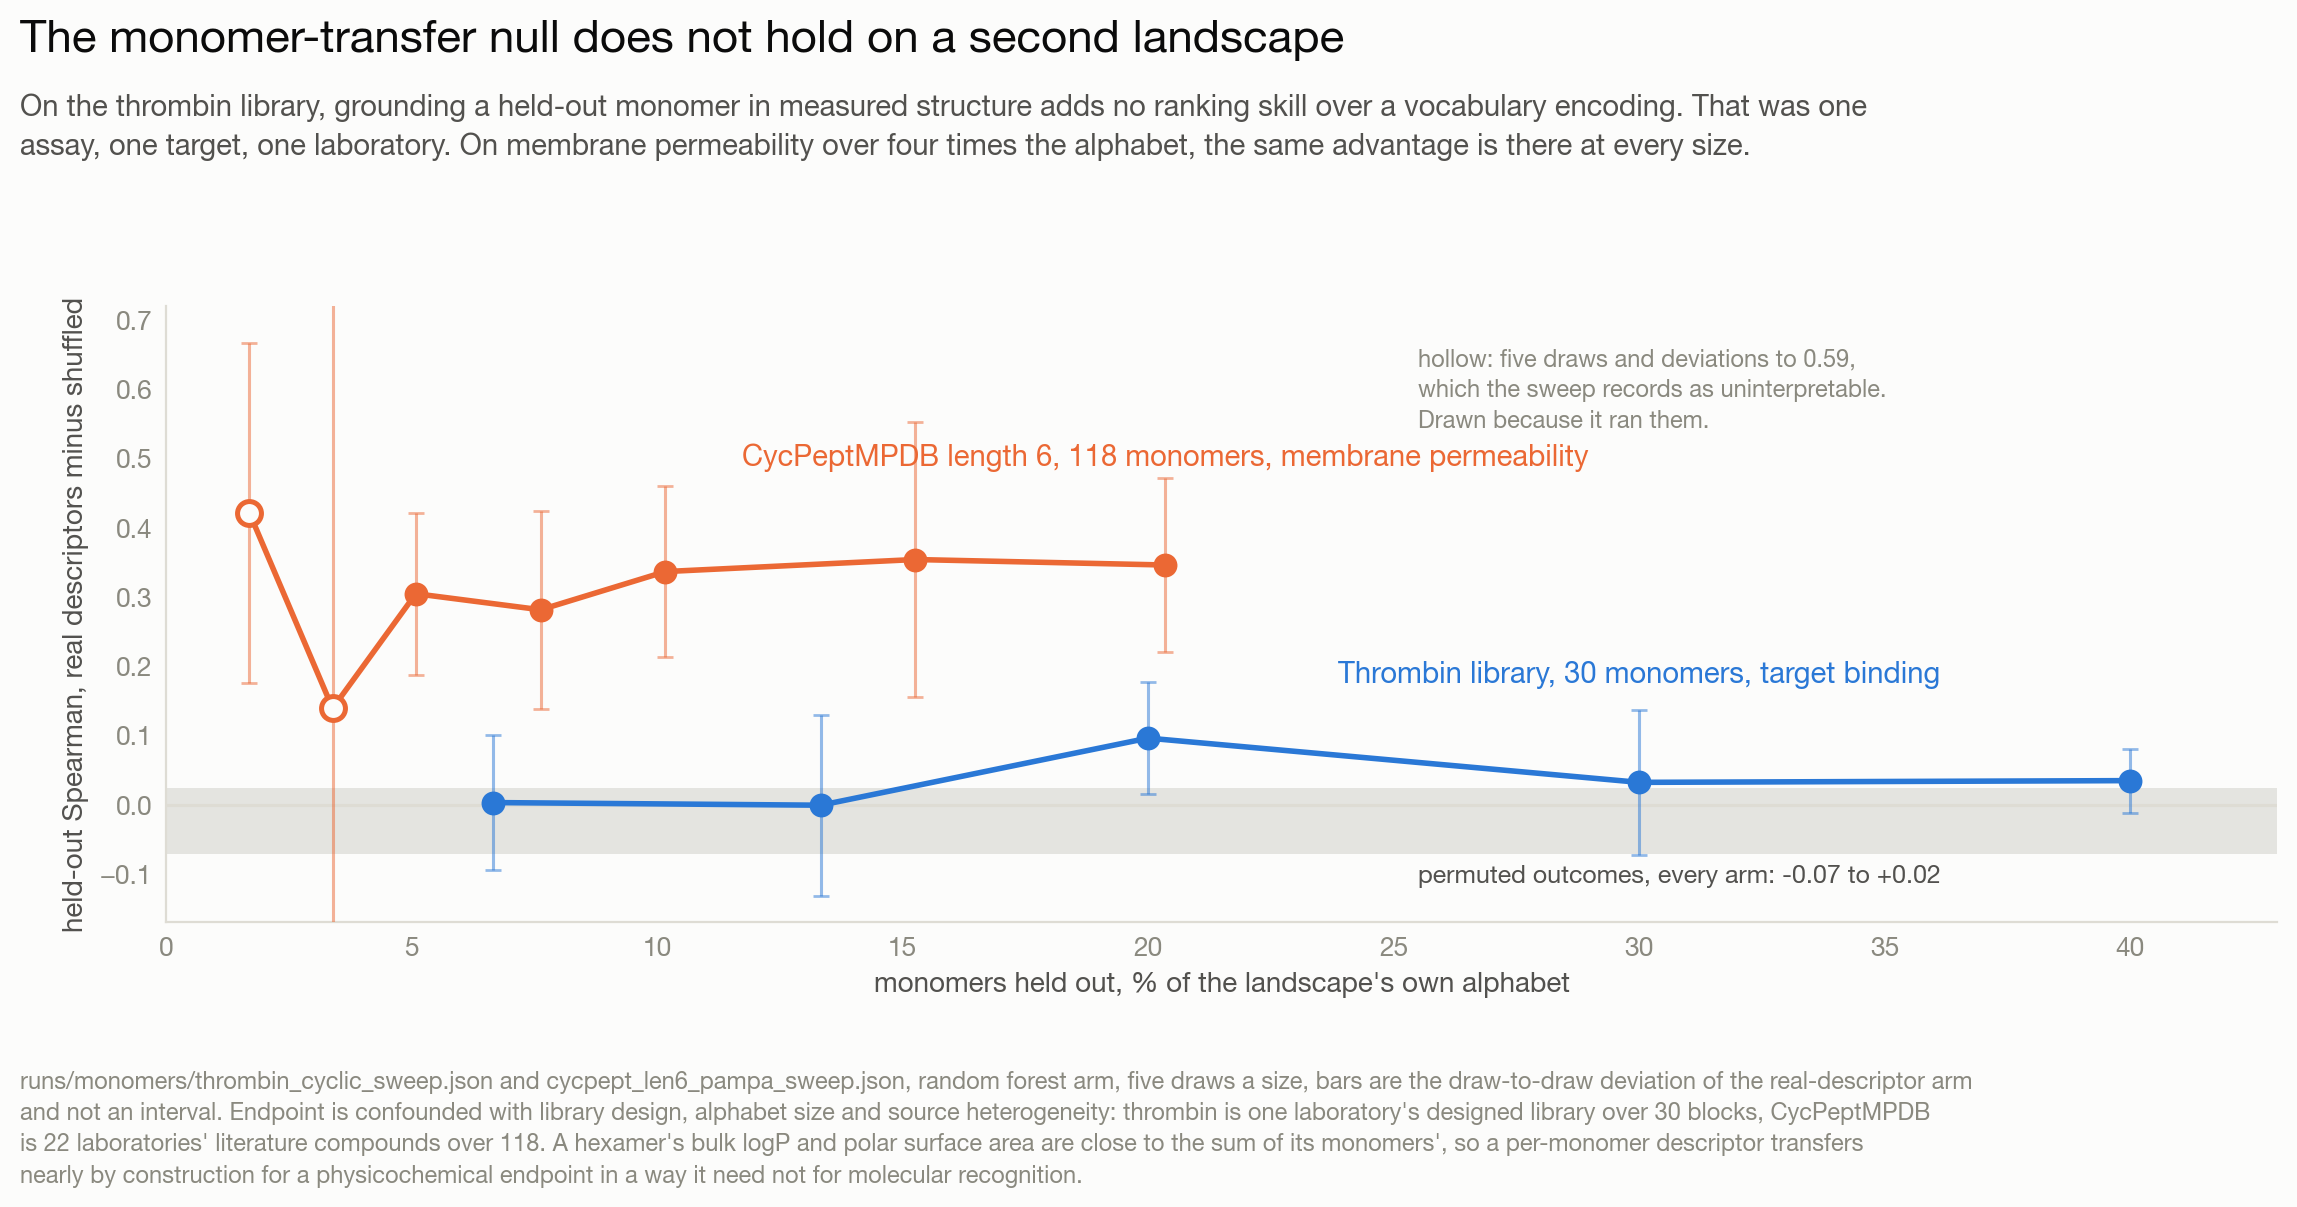 The monomer-transfer null does not hold on a second landscape
On the thrombin library, grounding a held-out monomer in measured structure adds no ranking skill over a vocabulary encoding. That was one
assay, one target, one laboratory. On membrane permeability over four times the alphabet, the same advantage is there at every size.
held-out Spearman, real descriptors minus shuffled
0.7
0.6
0.5
0.4
0.3
0.2
0.1
0.0
−0.1
hollow: five draws and deviations to 0.59,
which the sweep records as uninterpretable.
Drawn because it ran them.
CycPeptMPDB length 6, 118 monomers, membrane permeability
Thrombin library, 30 monomers, target binding
permuted outcomes, every arm: -0.07 to +0.02
0 5 10 15 20 25 30 35 40
monomers held out, % of the landscape's own alphabet
runs/monomers/thrombin_cyclic_sweep.json and cycpept_len6_pampa_sweep.json, random forest arm, five draws a size, bars are the draw-to-draw deviation of the real-descriptor arm
and not an interval. Endpoint is confounded with library design, alphabet size and source heterogeneity: thrombin is one laboratory's designed library over 30 blocks, CycPeptMPDB
is 22 laboratories' literature compounds over 118. A hexamer's bulk logP and polar surface area are close to the sum of its monomers', so a per-monomer descriptor transfers
nearly by construction for a physicochemical endpoint in a way it need not for molecular recognition.